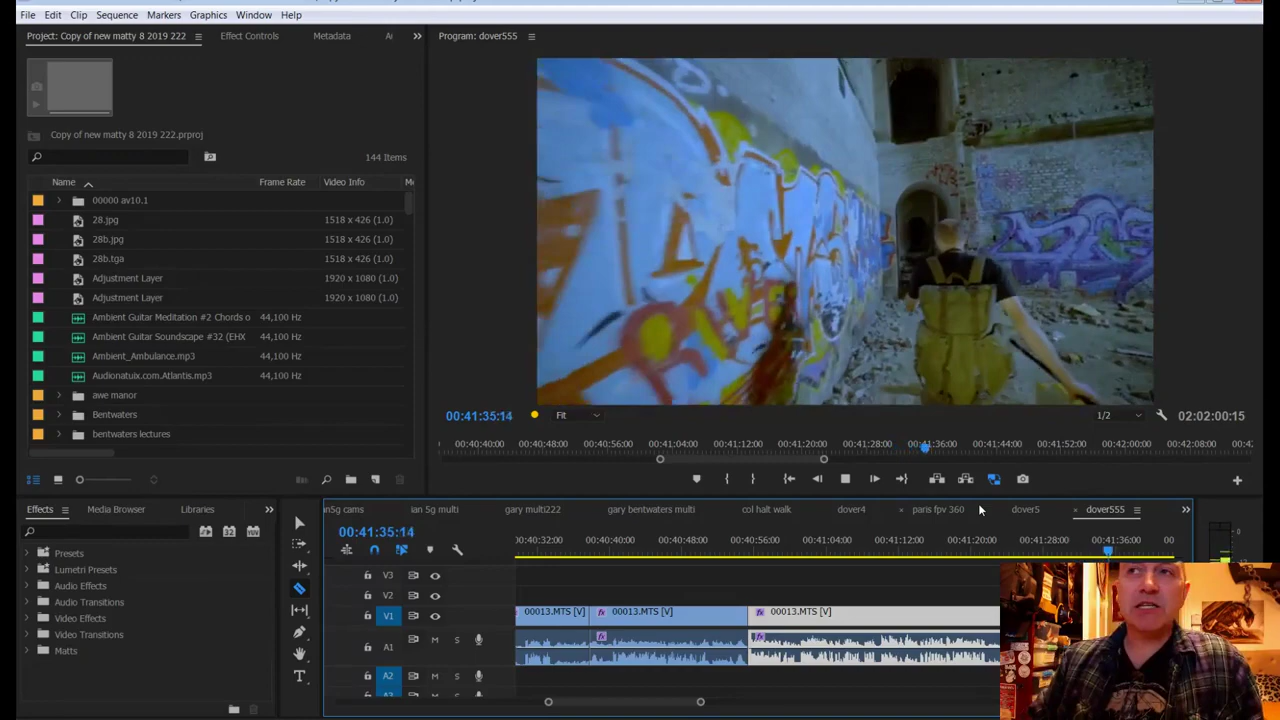 File Edit Clip Sequence Markers Graphics Window Help
Project: Copy of new matty 8 2019 222 Effect Controls Metadata
Program: dover555
Copy of new matty 8 2019 222.prproj
144 Items
Name Frame Rate Video Info
00000 av10.1
28.jpg 1518 x 426 (1.0)
28b.jpg 1518 x 426 (1.0)
28b.tga 1518 x 426 (1.0)
Adjustment Layer 1920 x 1080 (1.0)
Adjustment Layer 1920 x 1080 (1.0)
Ambient Guitar Meditation #2 Chords o 44,100 Hz
Ambient Guitar Soundscape #32 (EHX 44,100 Hz
Ambient_Ambulance.mp3 44,100 Hz
Audionatuix.com.Atlantis.mp3 44,100 Hz
awe manor
Bentwaters
bentwaters lectures
00:41:35:14 Fit 1/2 02:02:00:15
00:40:40:00 00:40:48:00 00:40:56:00 00:41:04:00 00:41:12:00 00:41:20:00 00:41:28:00 00:41:36:00 00:41:44:00 00:41:52:00 00:42:00:00 00:42:08:00 00:42
Effects Media Browser Libraries
Presets
Lumetri Presets
Audio Effects
Audio Transitions
Video Effects
Video Transitions
Matts
an5g cams ian 5g multi gary multi222 gary bentwaters multi col halt walk dover4 × paris fpv 360 dover5 × dover555
00:41:35:14
00:40:32:00 00:40:40:00 00:40:48:00 00:40:56:00 00:41:04:00 00:41:12:00 00:41:20:00 00:41:28:00 00:41:36:00 00
V3
V2
V1 00013.MTS [V] fx 00013.MTS [V] fx 00013.MTS [V]
A1 M S fx fx
A2 M S